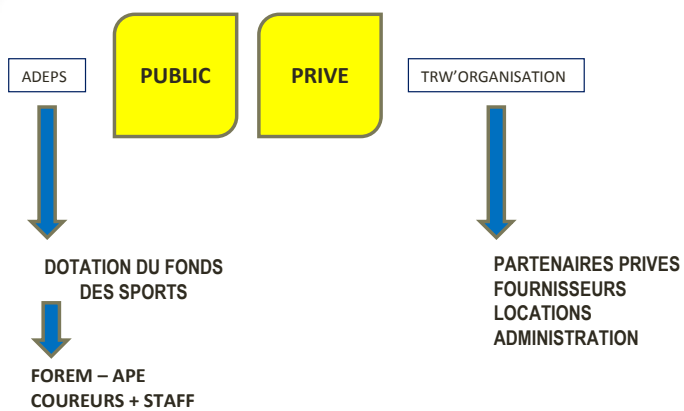 ADEPS
PUBLIC
PRIVE
TRW'ORGANISATION
DOTATION DU FONDS
DES SPORTS
FOREM – APE
COUREURS + STAFF
PARTENAIRES PRIVES
FOURNISSEURS
LOCATIONS
ADMINISTRATION